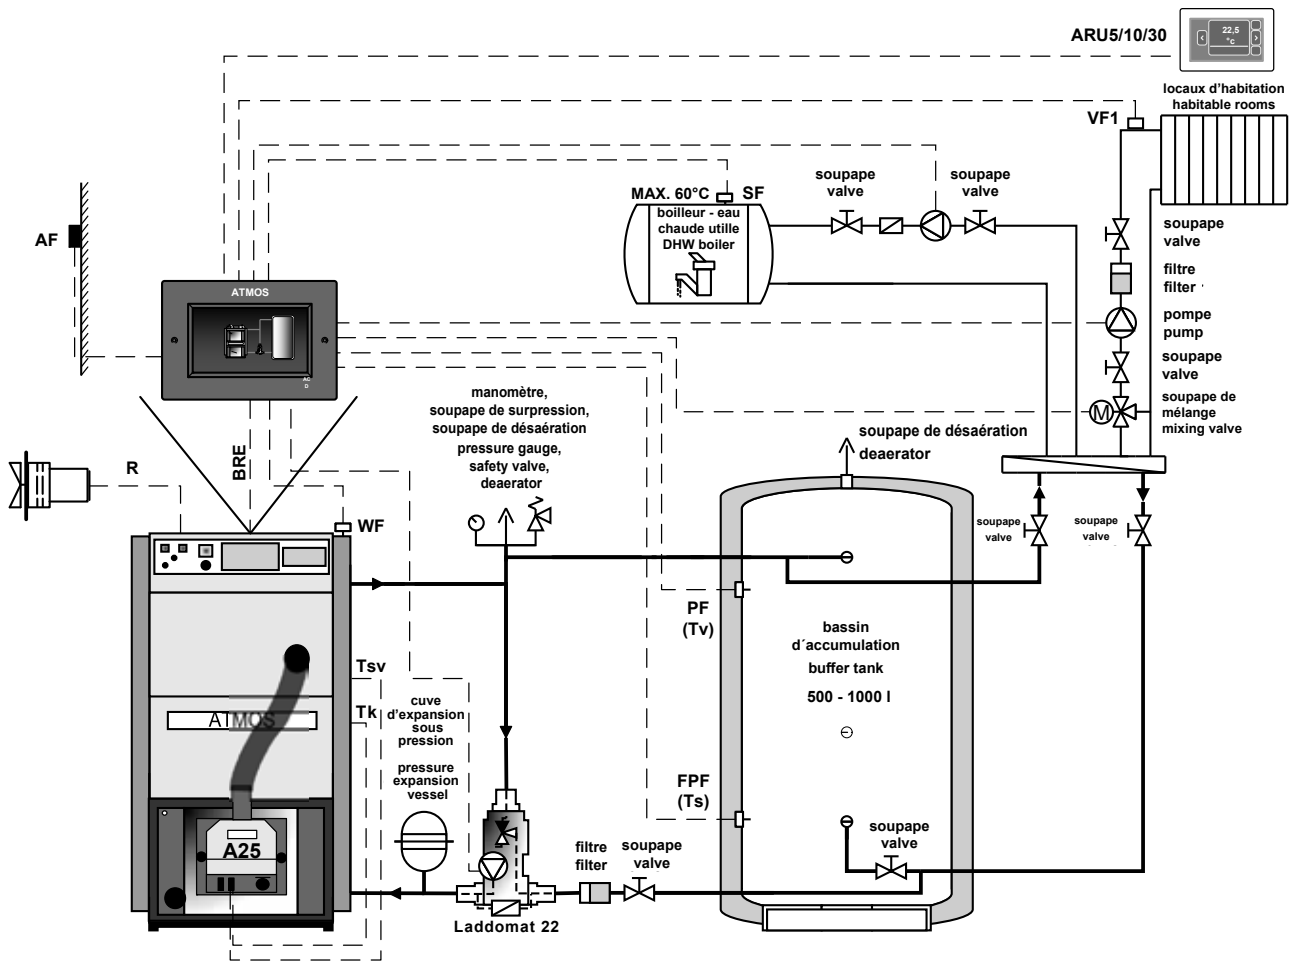 ARU5/10/30
22,5
°c
locaux d'habitation
habitable rooms
VF1
soupape
valve
soupape
valve
MAX. 60°C
SF
boilleur - eau
chaude utille
DHW boiler
AF
soupape
valve
filtre
filter
ATMOS
pompe
pump
soupape
valve
AC
D
manomètre,
soupape de surpression,
soupape de désaération
pressure gauge,
safety valve,
deaerator
soupape de
mélange
mixing valve
M
soupape de désaération
deaerator
BRE
R
WF
soupape
valve
soupape
valve
PF
(Tv)
bassin
d´accumulation
buffer tank
500 - 1000 l
Tsv
Tk
ATMOS
cuve
d'expansion
sous
pression
pressure
expansion
vessel
FPF
(Ts)
A25
filtre
filter
soupape
valve
soupape
valve
Laddomat 22